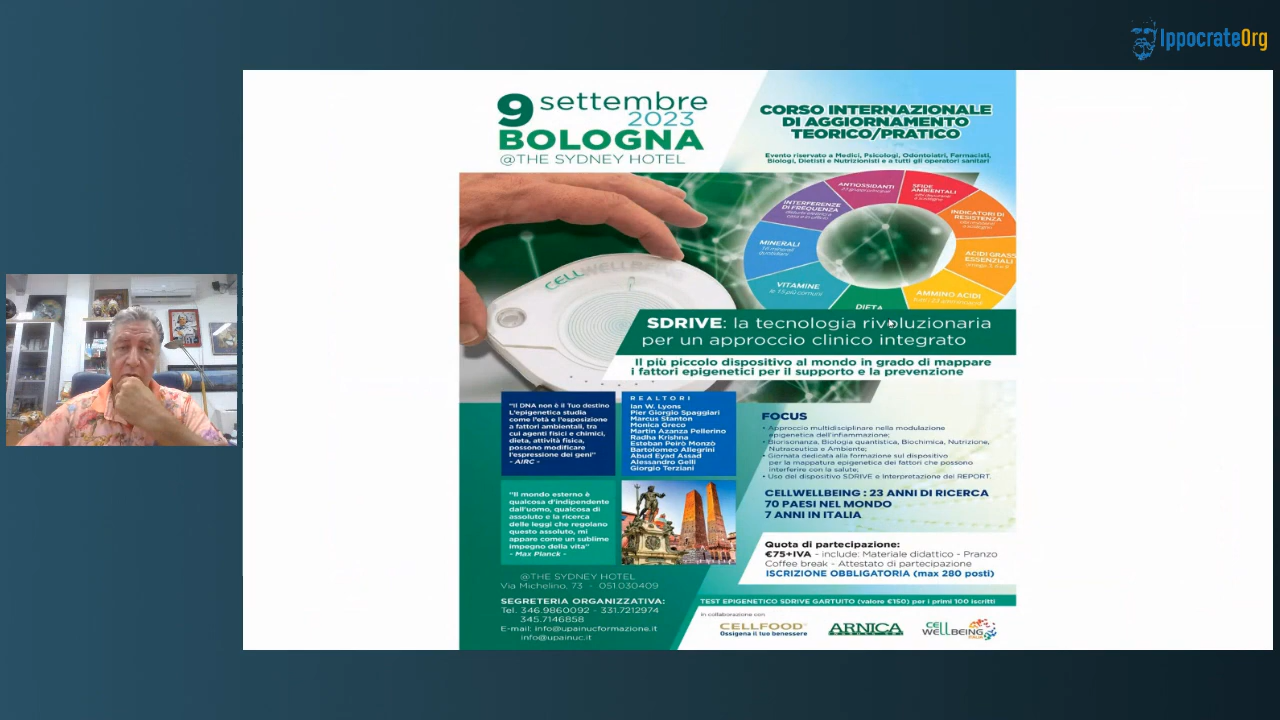 IppocrateOrg
9 settembre
2023
BOLOGNA
@THE SYDNEY HOTEL
CORSO INTERNAZIONALE
DI AGGIORNAMENTO
TEORICO/PRATICO
Evento riservato a Medici, Psicologi, Odontoiatri, Farmacisti,
Biologi, Dietisti e Nutrizionisti e a tutti gli operatori sanitari
ANTIOSSIDANTI
SFIDE
AMBIENTALI
INTERFERENZE
DI FREQUENZA
INDICATORI DI
RESISTENZA
MINERALI
ACIDI GRASS
ESSENZIALI
VITAMINE
AMMINO ACIDI
DIETA
CELLWELLBEING
SDRIVE: la tecnologia rivoluzionaria
per un approccio clinico integrato
Il più piccolo dispositivo al mondo in grado di mappare
i fattori epigenetici per il supporto e la prevenzione
"Il DNA non è il Tuo destino
L'epigenetica studia
come l'età e l'esposizione
a fattori ambientali, tra
cui agenti fisici e chimici,
dieta, attività fisica,
possono modificare
l'espressione dei geni"
- AIRC -
REALTORI
Ian W. Lyons
Pier Giorgio Spaggiari
Marcus Stanton
Monica Greco
Martin Azanza Pellerino
Radha Krishna
Esteban Peirò Monzò
Bartolomeo Allegrini
Abud Eyad Assad
Alessandro Gelli
Giorgio Terziani
"Il mondo esterno è
qualcosa d'indipendente
dall'uomo, qualcosa di
assoluto e la ricerca
delle leggi che regolano
questo assoluto, mi
appare come un sublime
impegno della vita"
- Max Planck -
FOCUS
• Approccio multidisciplinare nella modulazione
epigenetica dell'infiammazione;
• Biorisonanza, Biologia quantistica, Biochimica, Nutrizione,
Nutraceutica e Ambiente;
• Giornata dedicata alla formazione sul dispositivo
per la mappatura epigenetica dei fattori che possono
interferire con la salute;
• Uso del dispositivo SDRIVE e interpretazione dei REPORT.
CELLWELLBEING : 23 ANNI DI RICERCA
70 PAESI NEL MONDO
7 ANNI IN ITALIA
Quota di partecipazione:
€75+IVA - include: Materiale didattico - Pranzo
Coffee break - Attestato di partecipazione
ISCRIZIONE OBBLIGATORIA (max 280 posti)
@THE SYDNEY HOTEL
Via Michelino, 73 - 051.030409
SEGRETERIA ORGANIZZATIVA:
Tel. 346.9860092 - 331.7212974
345.7146858
E-mail: info@upainucformazione.it
info@upainuc.it
TEST EPIGENETICO SDRIVE GARTUITO (valore €150) per i primi 100 iscritti
In collaborazione con
CELLFOOD
Ossigena il tuo benessere
ARNICA
CELL
WELLBEING
ITALIA